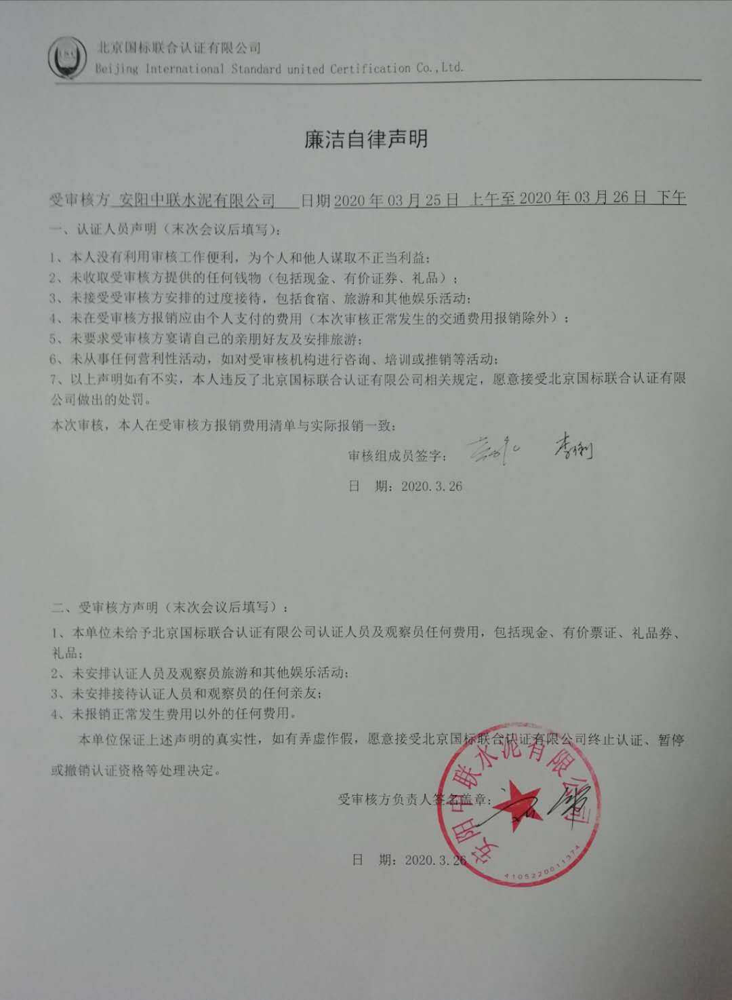 北京国标联合认证有限公司
Beijing International Standard united Certification Co.,Ltd.
廉洁自律声明
受审核方 安阳中联水泥有限公司 日期 2020 年 03 月 25 日 上午至 2020 年 03 月 26 日 下午
一、认证人员声明（末次会议后填写）：
1、本人没有利用审核工作便利，为个人和他人谋取不正当利益；
2、未收取受审核方提供的任何钱物（包括现金、有价证券、礼品）；
3、未接受受审核方安排的过度接待，包括食宿、旅游和其他娱乐活动；
4、未在受审核方报销应由个人支付的费用（本次审核正常发生的交通费用报销除外）；
5、未要求受审核方宴请自己的亲朋好友及安排旅游；
6、未从事任何营利性活动，如对受审核机构进行咨询、培训或推销等活动；
7、以上声明如有不实，本人违反了北京国标联合认证有限公司相关规定，愿意接受北京国标联合认证有限
公司做出的处罚。
本次审核，本人在受审核方报销费用清单与实际报销一致：
审核组成员签字：
日 期：2020.3.26
二、受审核方声明（末次会议后填写）：
1、本单位未给予北京国标联合认证有限公司认证人员及观察员任何费用，包括现金、有价票证、礼品券、
礼品；
2、未安排认证人员及观察员旅游和其他娱乐活动；
3、未安排接待认证人员和观察员的任何亲友；
4、未报销正常发生费用以外的任何费用。
本单位保证上述声明的真实性，如有弄虚作假，愿意接受北京国标联合认证有限公司终止认证、暂停
或撤销认证资格等处理决定。
受审核方负责人签名盖章：
日 期：2020.3.26
安阳中联水泥有限公司
4105220011374